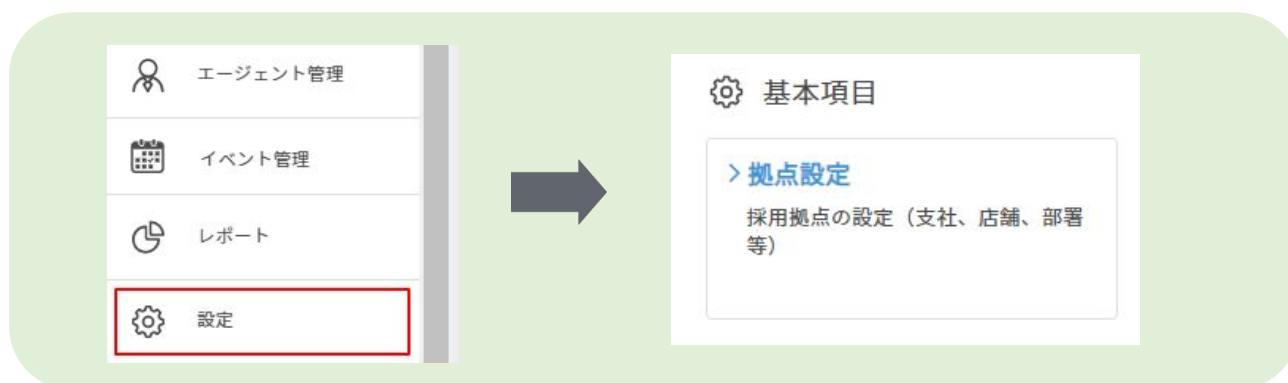 エージェント管理
イベント管理
レポート
設定
基本項目
拠点設定
採用拠点の設定（支社、店舗、部署
等）